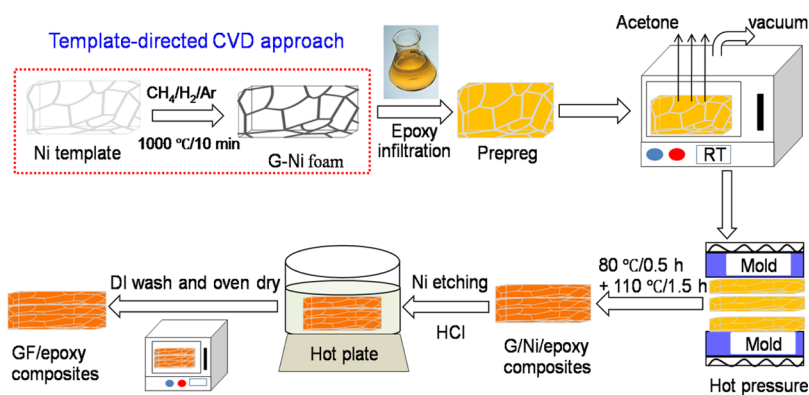 Template-directed CVD approach
CH₄/H₂/Ar
1000 ℃/10 min
Ni template
G-Ni foam
Epoxy
infiltration
Prepreg
Acetone
vacuum
RT
Mold
Mold
Hot pressure
80 ℃/0.5 h
+ 110 ℃/1.5 h
G/Ni/epoxy
composites
Ni etching
HCl
Hot plate
DI wash and oven dry
GF/epoxy
composites